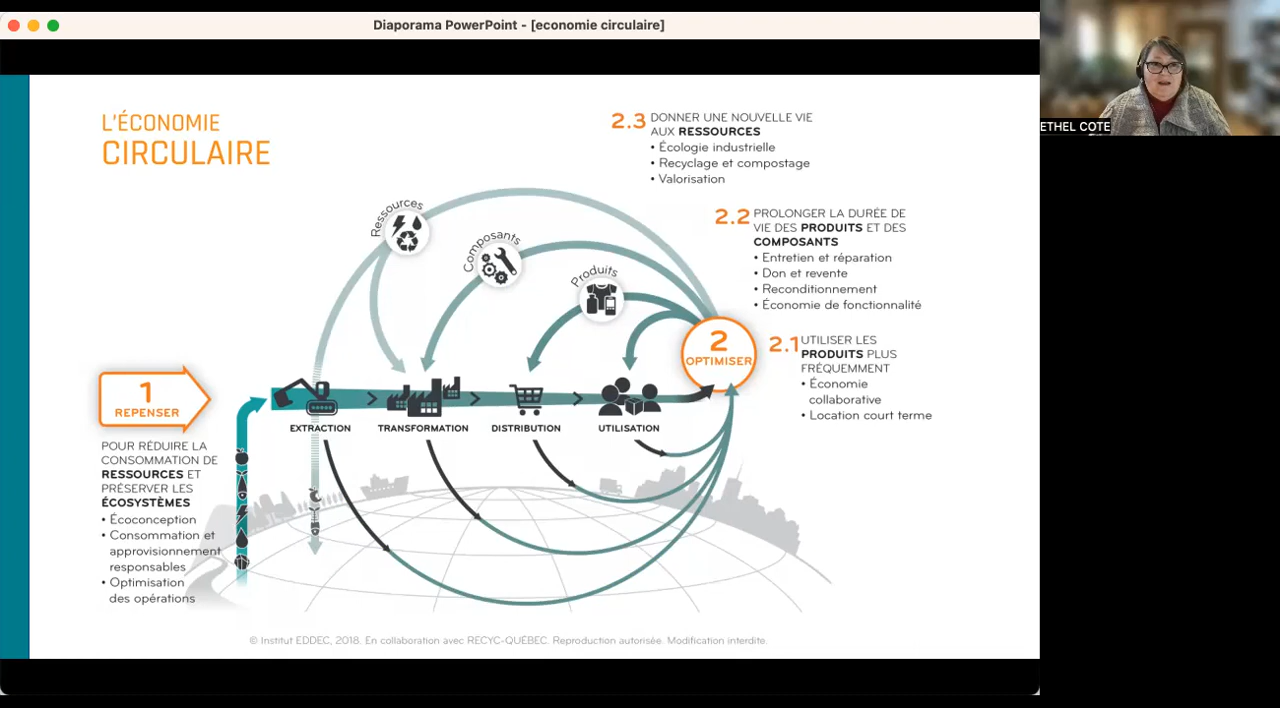 Diaporama PowerPoint - [economie circulaire]
ETHEL COTE
L'ÉCONOMIE
CIRCULAIRE
2.3 DONNER UNE NOUVELLE VIE
AUX RESSOURCES
• Écologie industrielle
• Recyclage et compostage
• Valorisation
2.2 PROLONGER LA DURÉE DE
VIE DES PRODUITS ET DES
COMPOSANTS
• Entretien et réparation
• Don et revente
• Reconditionnement
• Économie de fonctionnalité
2.1 UTILISER LES
PRODUITS PLUS
FRÉQUEMMENT
• Économie
collaborative
• Location court terme
Ressources
Composants
Produits
2
OPTIMISER
1
REPENSER
EXTRACTION
TRANSFORMATION
DISTRIBUTION
UTILISATION
POUR RÉDUIRE LA
CONSOMMATION DE
RESSOURCES ET
PRÉSERVER LES
ÉCOSYSTÈMES
• Écoconception
• Consommation et
approvisionnement
responsables
• Optimisation
des opérations
© Institut EDDEC, 2018. En collaboration avec RECYC-QUÉBEC. Reproduction autorisée. Modification interdite.